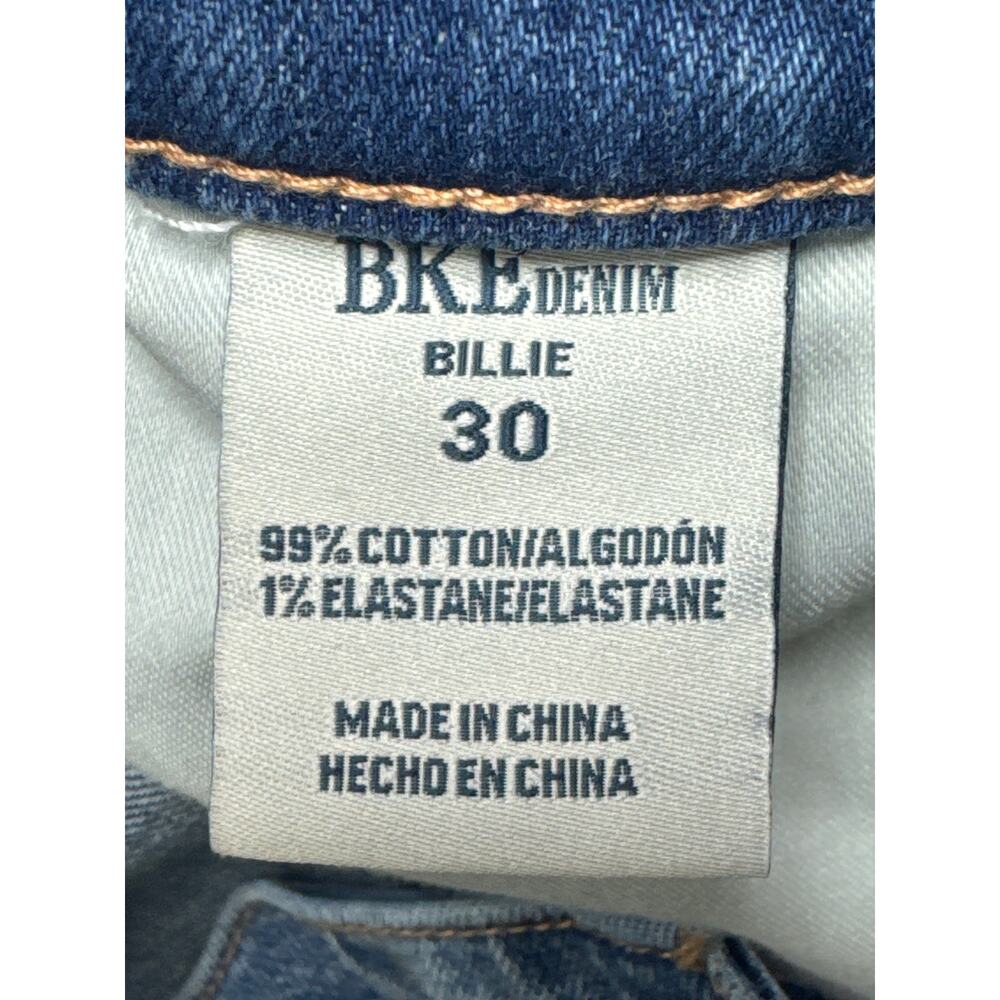 BKE DENIM
BILLIE
30
99% COTTON/ALGODÓN
1% ELASTANE/ELASTANE
MADE IN CHINA
HECHO EN CHINA